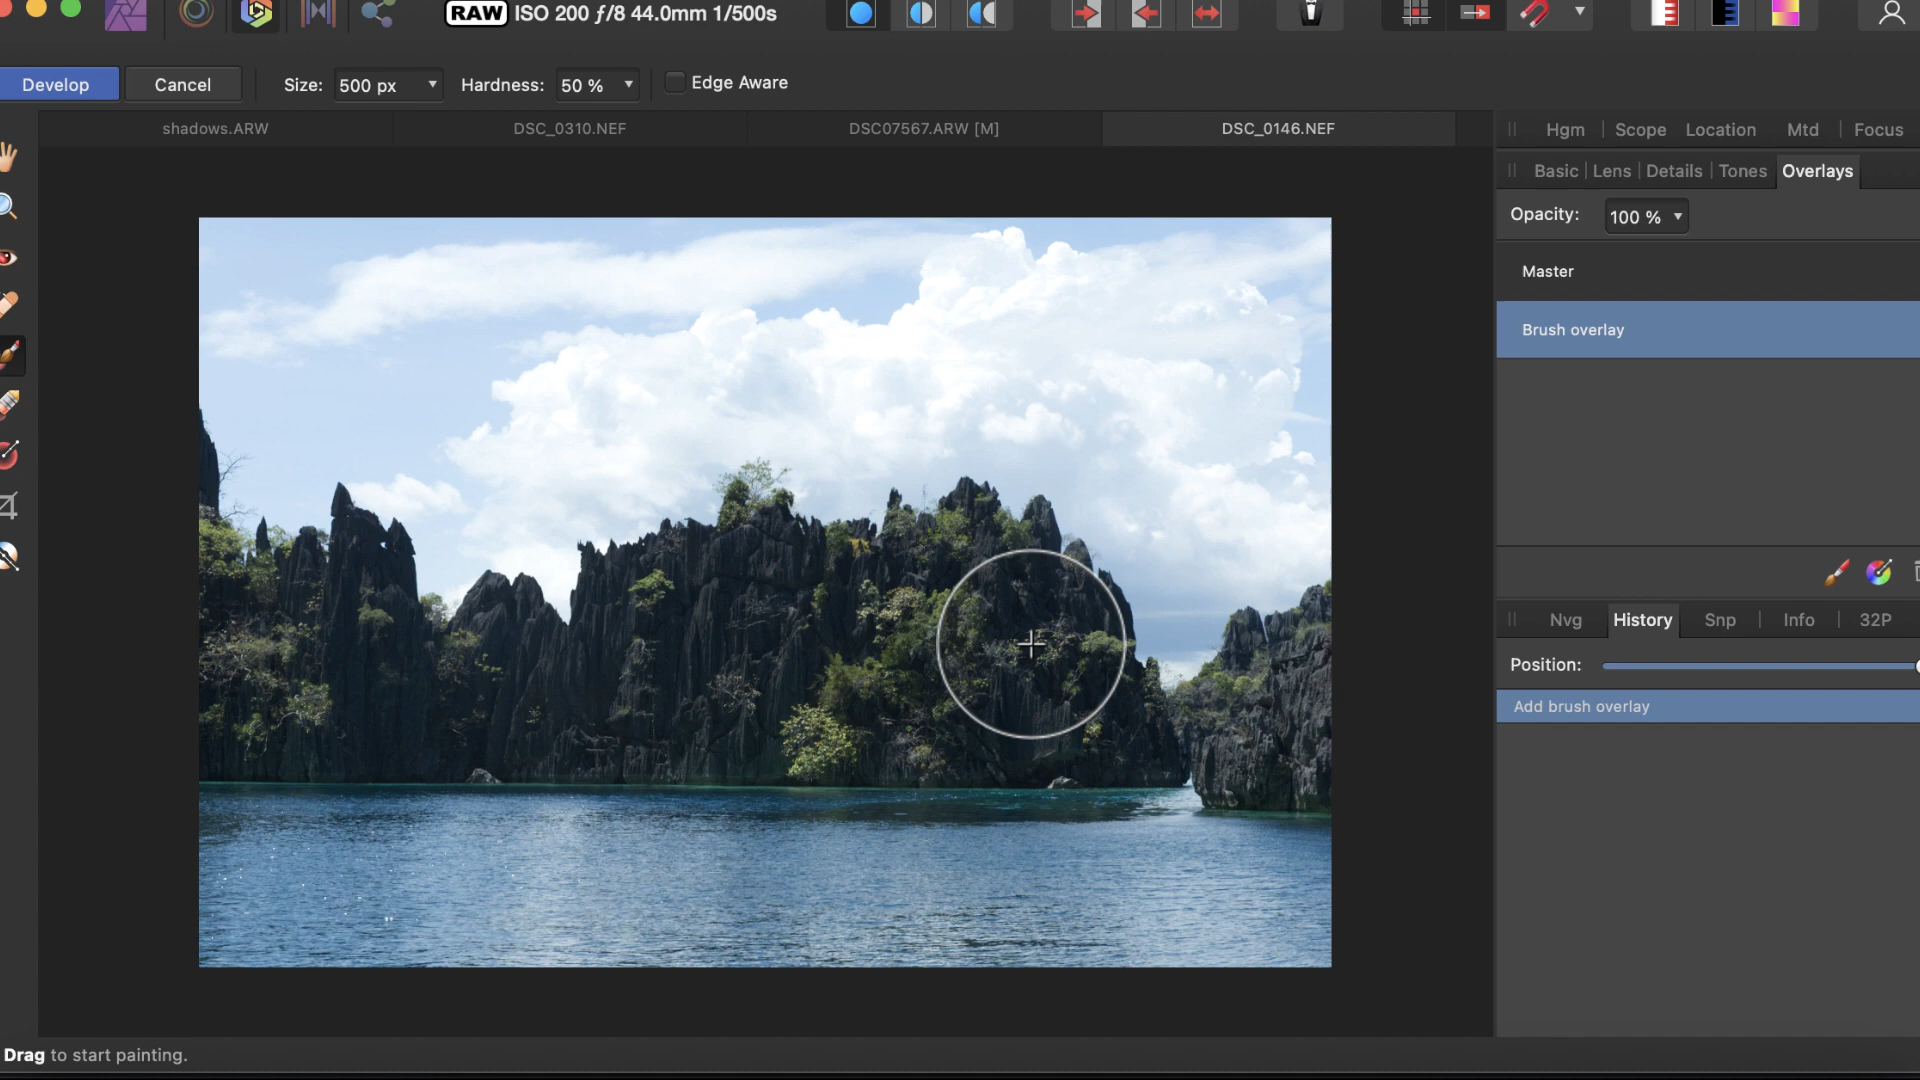 RAW ISO 200 ƒ/8 44.0mm 1/500s
Develop Cancel Size: 500 px Hardness: 50 % Edge Aware
shadows.ARW DSC_0310.NEF DSC07567.ARW [M] DSC_0146.NEF
Hgm Scope Location Mtd Focus
Basic Lens Details Tones Overlays
Opacity: 100 %
Master
Brush overlay
Nvg History Snp Info 32P
Position:
Add brush overlay
Drag to start painting.